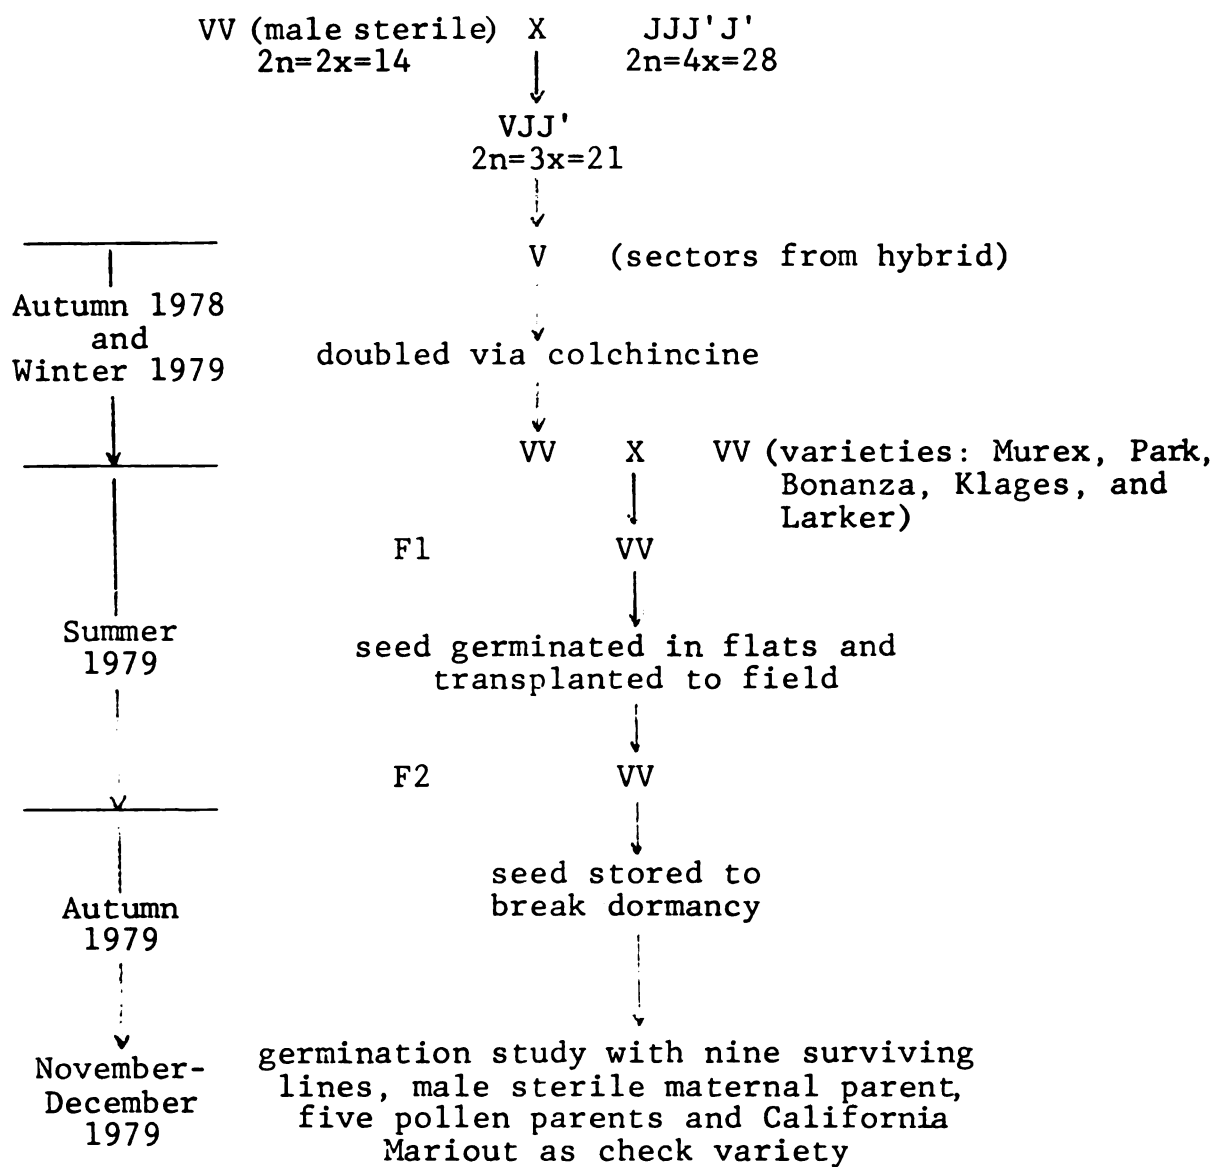 VV (male sterile) X JJJ'J'
2n=2x=14 2n=4x=28
VJJ'
2n=3x=21
V (sectors from hybrid)
Autumn 1978
and
Winter 1979
doubled via colchincine
VV X VV (varieties: Murex, Park,
Bonanza, Klages, and
Larker)
F1 VV
Summer
1979
seed germinated in flats and
transplanted to field
F2 VV
seed stored to
break dormancy
Autumn
1979
November-
December
1979
germination study with nine surviving
lines, male sterile maternal parent,
five pollen parents and California
Mariout as check variety